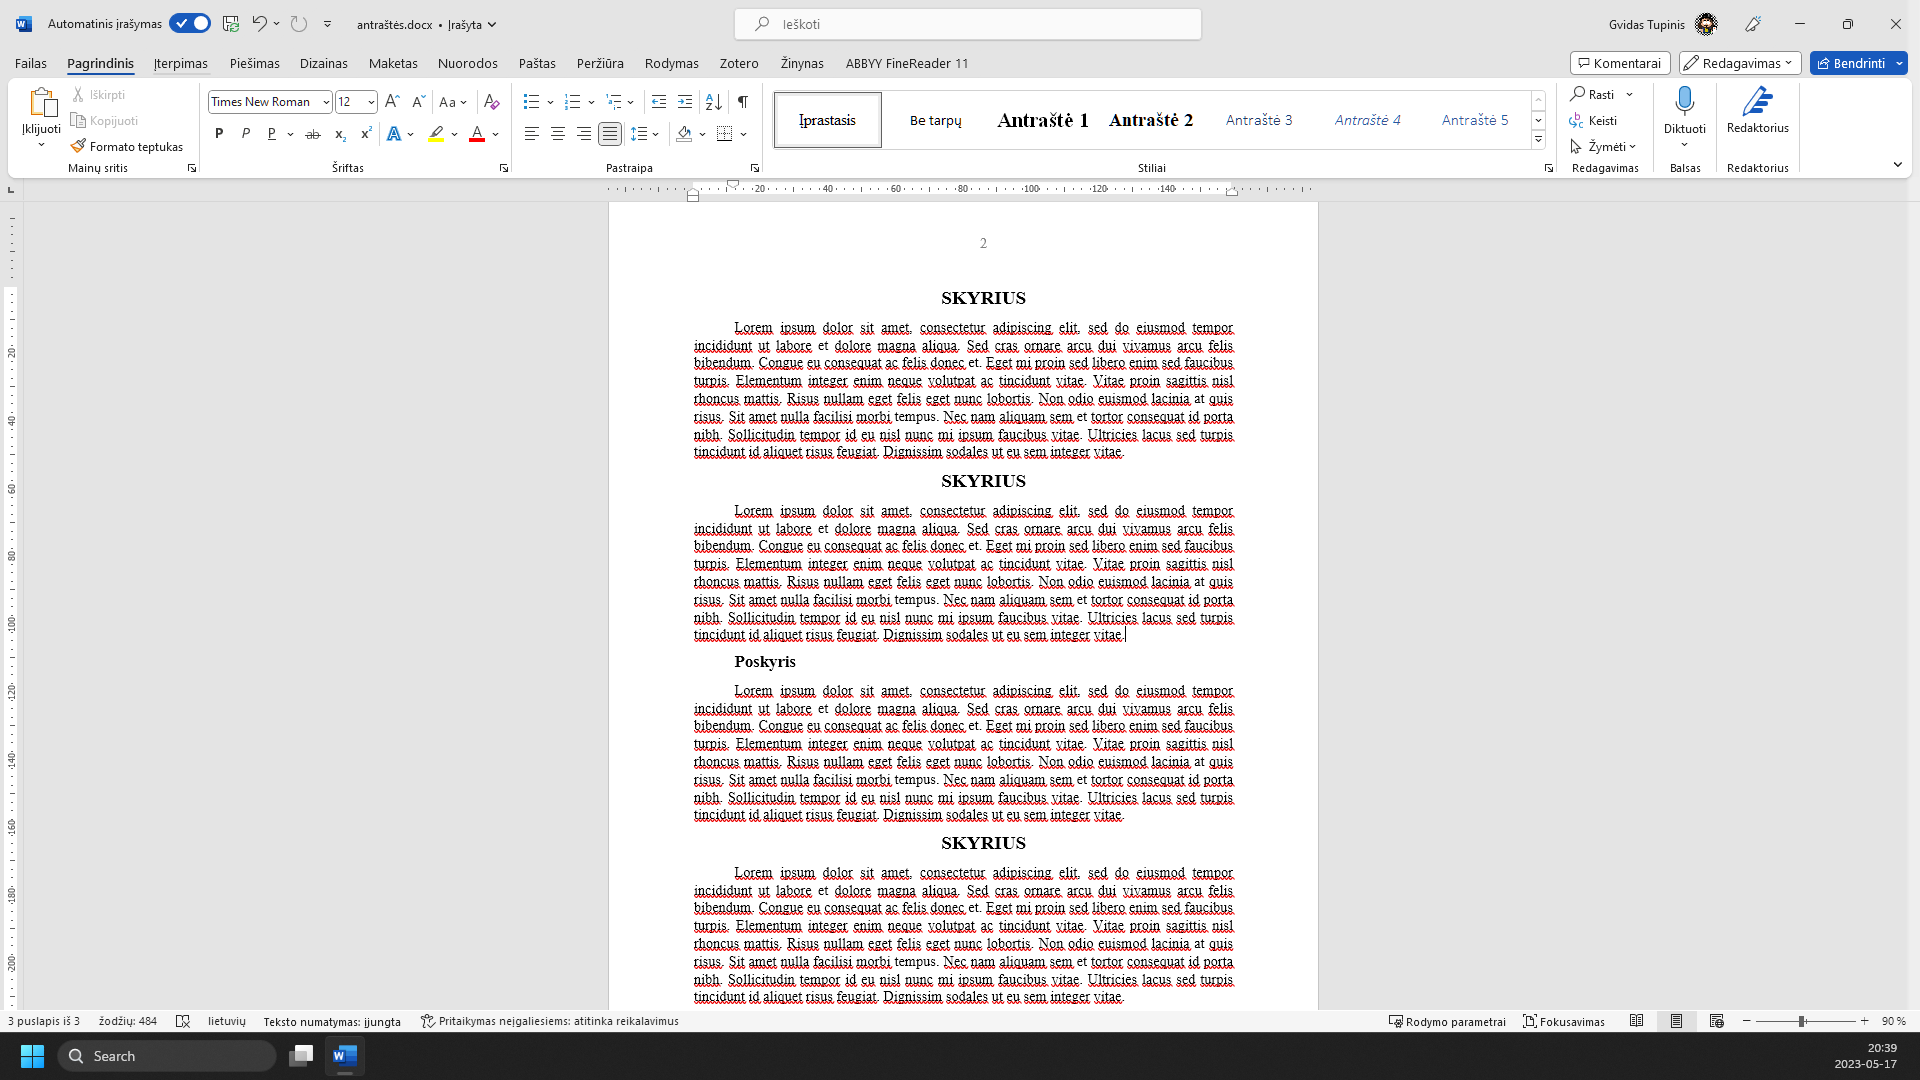 Automatinis įrašymas
antraštės.docx • Įrašyta
Ieškoti
Gvidas Tupinis
Failas Pagrindinis Įterpimas Piešimas Dizainas Maketas Nuorodos Paštas Peržiūra Rodymas Zotero Žinynas ABBYY FineReader 11
Komentarai Redagavimas Bendrinti
Įklijuoti
Iškirpti
Kopijuoti
Formato teptukas
Mainų sritis
Times New Roman 12
Šriftas
Pastraipa
Įprastasis Be tarpų Antraštė 1 Antraštė 2 Antraštė 3 Antraštė 4 Antraštė 5
Stiliai
Rasti
Keisti
Žymėti
Redagavimas
Diktuoti
Balsas
Redaktorius
Redaktorius
20 40 60 80 100 120 140
2
SKYRIUS
Lorem ipsum dolor sit amet, consectetur adipiscing elit, sed do eiusmod tempor
incididunt ut labore et dolore magna aliqua. Sed cras ornare arcu dui vivamus arcu felis
bibendum. Congue eu consequat ac felis donec et. Eget mi proin sed libero enim sed faucibus
turpis. Elementum integer enim neque volutpat ac tincidunt vitae. Vitae proin sagittis nisl
rhoncus mattis. Risus nullam eget felis eget nunc lobortis. Non odio euismod lacinia at quis
risus. Sit amet nulla facilisi morbi tempus. Nec nam aliquam sem et tortor consequat id porta
nibh. Sollicitudin tempor id eu nisl nunc mi ipsum faucibus vitae. Ultricies lacus sed turpis
tincidunt id aliquet risus feugiat. Dignissim sodales ut eu sem integer vitae.
SKYRIUS
Lorem ipsum dolor sit amet, consectetur adipiscing elit, sed do eiusmod tempor
incididunt ut labore et dolore magna aliqua. Sed cras ornare arcu dui vivamus arcu felis
bibendum. Congue eu consequat ac felis donec et. Eget mi proin sed libero enim sed faucibus
turpis. Elementum integer enim neque volutpat ac tincidunt vitae. Vitae proin sagittis nisl
rhoncus mattis. Risus nullam eget felis eget nunc lobortis. Non odio euismod lacinia at quis
risus. Sit amet nulla facilisi morbi tempus. Nec nam aliquam sem et tortor consequat id porta
nibh. Sollicitudin tempor id eu nisl nunc mi ipsum faucibus vitae. Ultricies lacus sed turpis
tincidunt id aliquet risus feugiat. Dignissim sodales ut eu sem integer vitae.
Poskyris
Lorem ipsum dolor sit amet, consectetur adipiscing elit, sed do eiusmod tempor
incididunt ut labore et dolore magna aliqua. Sed cras ornare arcu dui vivamus arcu felis
bibendum. Congue eu consequat ac felis donec et. Eget mi proin sed libero enim sed faucibus
turpis. Elementum integer enim neque volutpat ac tincidunt vitae. Vitae proin sagittis nisl
rhoncus mattis. Risus nullam eget felis eget nunc lobortis. Non odio euismod lacinia at quis
risus. Sit amet nulla facilisi morbi tempus. Nec nam aliquam sem et tortor consequat id porta
nibh. Sollicitudin tempor id eu nisl nunc mi ipsum faucibus vitae. Ultricies lacus sed turpis
tincidunt id aliquet risus feugiat. Dignissim sodales ut eu sem integer vitae.
SKYRIUS
Lorem ipsum dolor sit amet, consectetur adipiscing elit, sed do eiusmod tempor
incididunt ut labore et dolore magna aliqua. Sed cras ornare arcu dui vivamus arcu felis
bibendum. Congue eu consequat ac felis donec et. Eget mi proin sed libero enim sed faucibus
turpis. Elementum integer enim neque volutpat ac tincidunt vitae. Vitae proin sagittis nisl
rhoncus mattis. Risus nullam eget felis eget nunc lobortis. Non odio euismod lacinia at quis
risus. Sit amet nulla facilisi morbi tempus. Nec nam aliquam sem et tortor consequat id porta
nibh. Sollicitudin tempor id eu nisl nunc mi ipsum faucibus vitae. Ultricies lacus sed turpis
tincidunt id aliquet risus feugiat. Dignissim sodales ut eu sem integer vitae.
20 40 60 80 100 120 140 160 180 200
3 puslapis iš 3 žodžių: 484 lietuvių Teksto numatymas: įjungta Pritaikymas neįgaliesiems: atitinka reikalavimus
Rodymo parametrai Fokusavimas 90 %
Search
20:39
2023-05-17